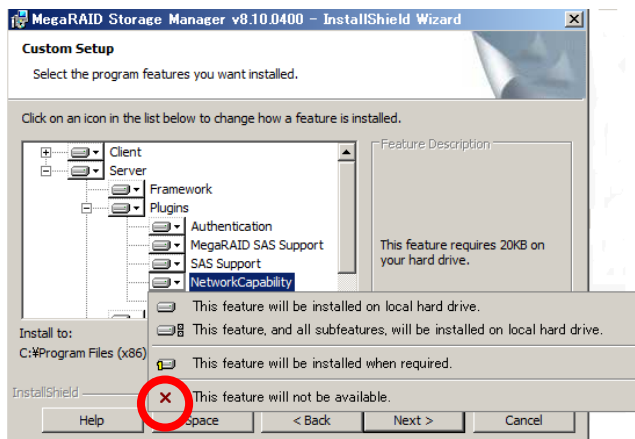 MegaRAID Storage Manager v8.10.0400 - InstallShield Wizard
Custom Setup
Select the program features you want installed.
Click on an icon in the list below to change how a feature is installed.
Client
Server
Framework
Plugins
Authentication
MegaRAID SAS Support
SAS Support
NetworkCapability
Feature Description
This feature requires 20KB on
your hard drive.
This feature will be installed on local hard drive.
This feature, and all subfeatures, will be installed on local hard drive.
This feature will be installed when required.
This feature will not be available.
Install to:
C:¥Program Files (x86)
InstallShield
Help
Space
< Back
Next >
Cancel